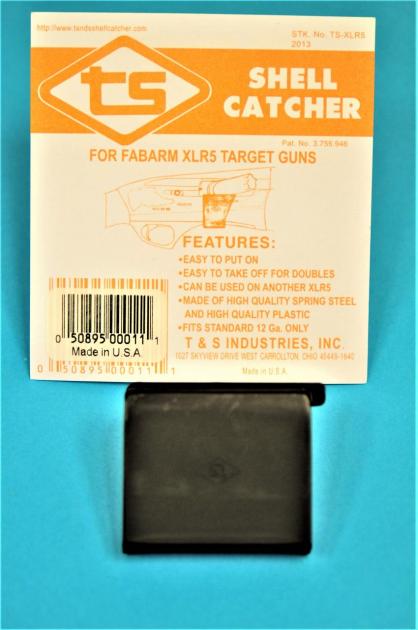 http://www.tandsshellcatcher.com
STK. No. TS-XLR5
2013
ts
SHELL
CATCHER
Pat. No. 3,756,946
FOR FABARM XLR5 TARGET GUNS
FEATURES:
•EASY TO PUT ON
•EASY TO TAKE OFF FOR DOUBLES
•CAN BE USED ON ANOTHER XLR5
•MADE OF HIGH QUALITY SPRING STEEL
AND HIGH QUALITY PLASTIC
•FITS STANDARD 12 Ga. ONLY
T & S INDUSTRIES, INC.
1027 SKYVIEW DRIVE WEST CARROLLTON, OHIO 45449-1640
Made in U.S.A.
0 50895 00011 1
Made in U.S.A.
0 50895 00011 1